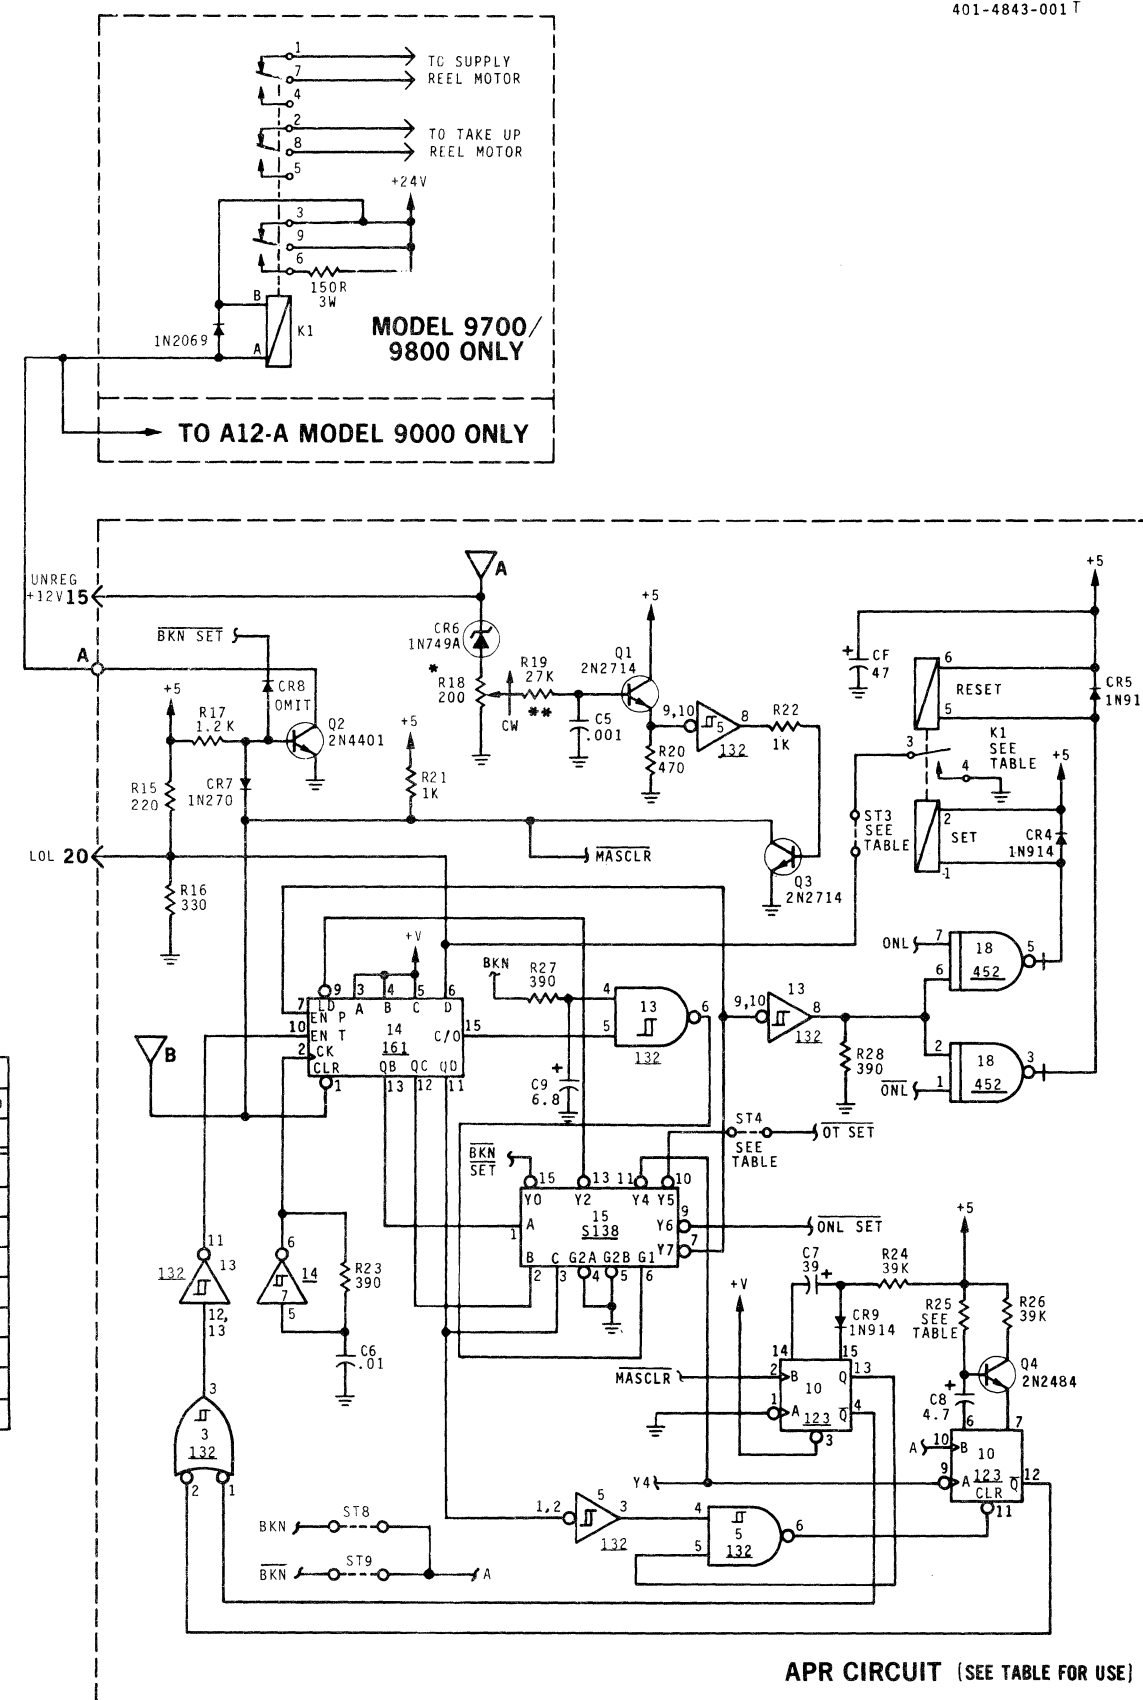 401-4843-001 T
1
TO SUPPLY
7
REEL MOTOR
4
2
TO TAKE UP
8
REEL MOTOR
5
+24V
3
9
6
150R
3W
B
K1
1N2069
A
MODEL 9700/
9800 ONLY
TO A12-A MODEL 9000 ONLY
UNREG
+12V 15
A
+5
+5
BKN SET
CR6
1N749A
A
*
R18
200
R19
27K
**
CW
Q1
2N2714
C5
.001
9,10
5
8
132
R22
1K
R20
470
CF
47
6
RESET
5
CR5
1N91
K1
SEE
TABLE
3
4
+5
+5
R17
1.2K
CR8
OMIT
Q2
2N4401
+5
R15
220
CR7
1N270
R21
1K
ST3
SEE
TABLE
2
SET
1
CR4
1N914
LOL 20
MASCLR
Q3
2N2714
R16
330
+V
ONL
7
18
452
5
6
BKN
R27
390
4
13
6
5
132
9,10
13
8
132
9
3
4
5
6
7
LD
A
B
C
D
EN P
10
EN T
14
C/O
15
2
CK
161
CLR
QB
QC
QD
1
13
12
11
B
R28
390
2
18
452
3
ONL
1
C9
6.8
ST4
SEE
TABLE
OT SET
BKN
SET
15
13
11
10
Y0
Y2
Y4
Y5
A
15
S138
Y6
9
ONL SET
Y7
7
1
B
C
G2A
G2B
G1
2
3
4
5
6
11
132
13
12,
13
6
14
7
5
R23
390
C6
.01
+5
+V
C7
39
R24
39K
CR9
1N914
R25
SEE
TABLE
R26
39K
Q4
2N2484
14
15
MASCLR
2
B
Q
13
10
1
A
123
Q
4
3
C8
4.7
6
7
A
10
B
10
Y4
9
A
123
Q
12
CLR
11
3
3
132
2
1
1,2
5
3
132
4
5
132
6
5
BKN
ST8
BKN
ST9
A
APR CIRCUIT (SEE TABLE FOR USE)